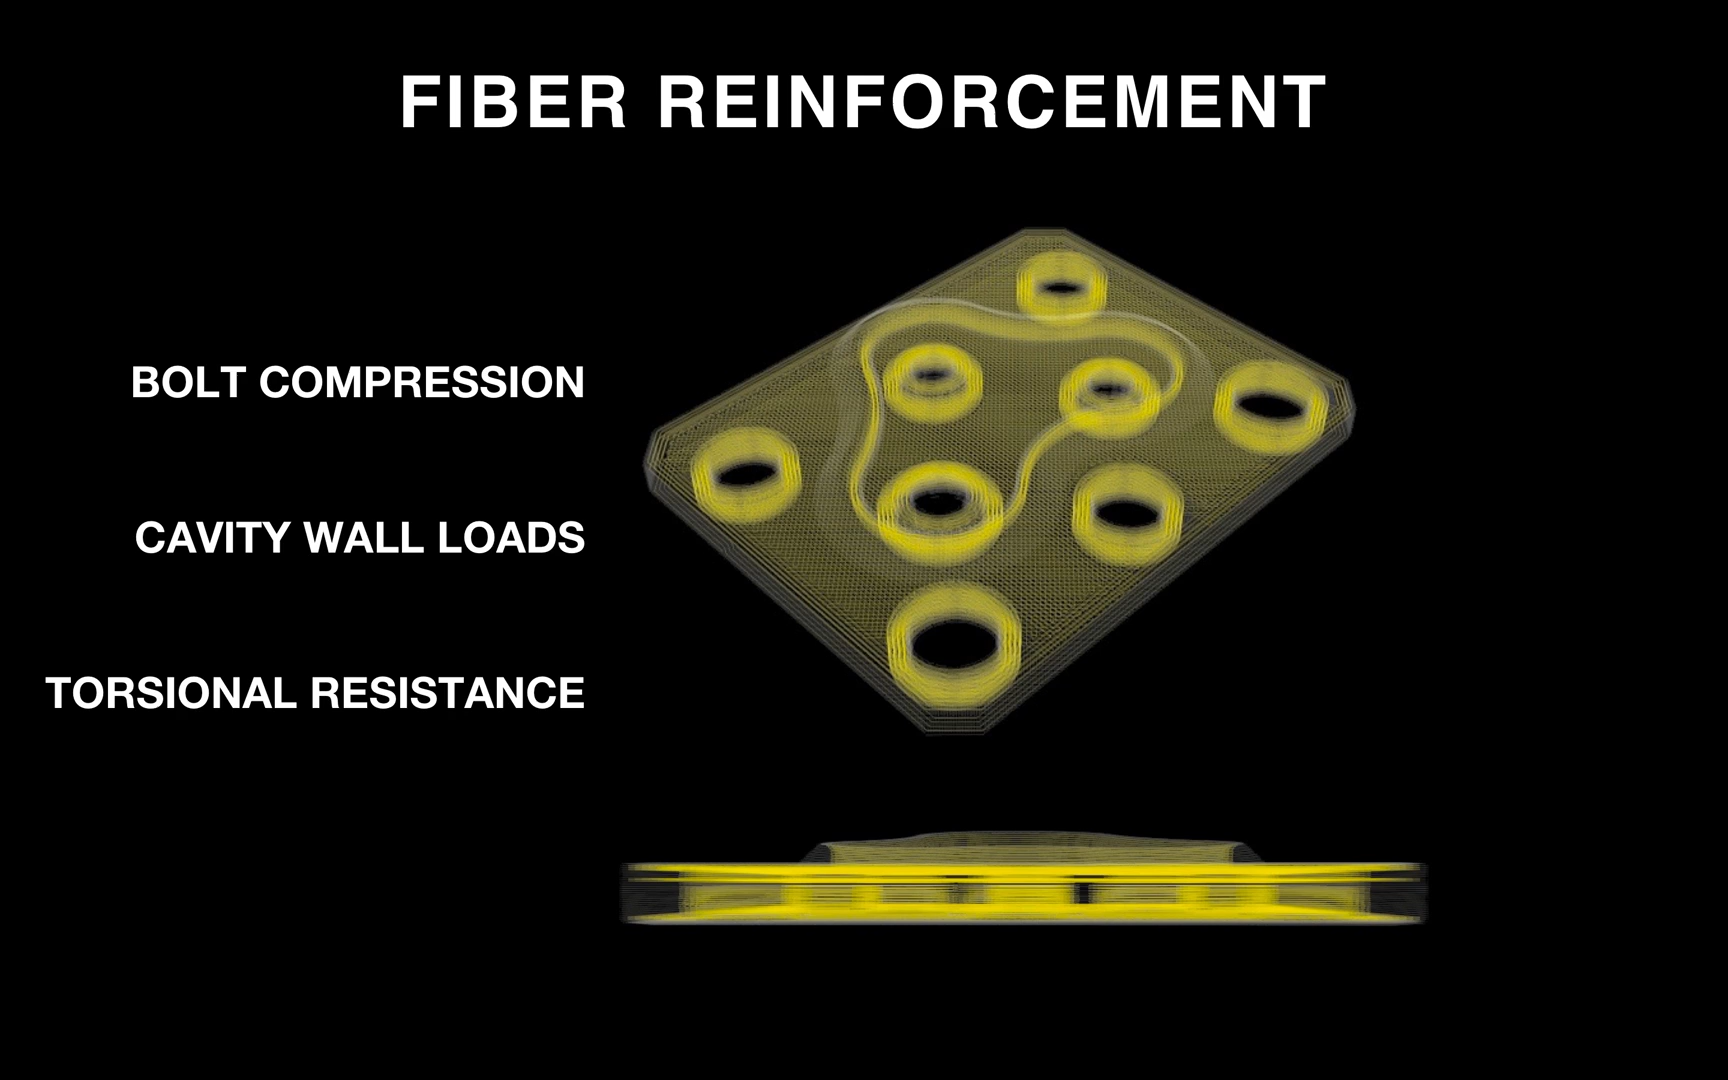 FIBER REINFORCEMENT
BOLT COMPRESSION
CAVITY WALL LOADS
TORSIONAL RESISTANCE